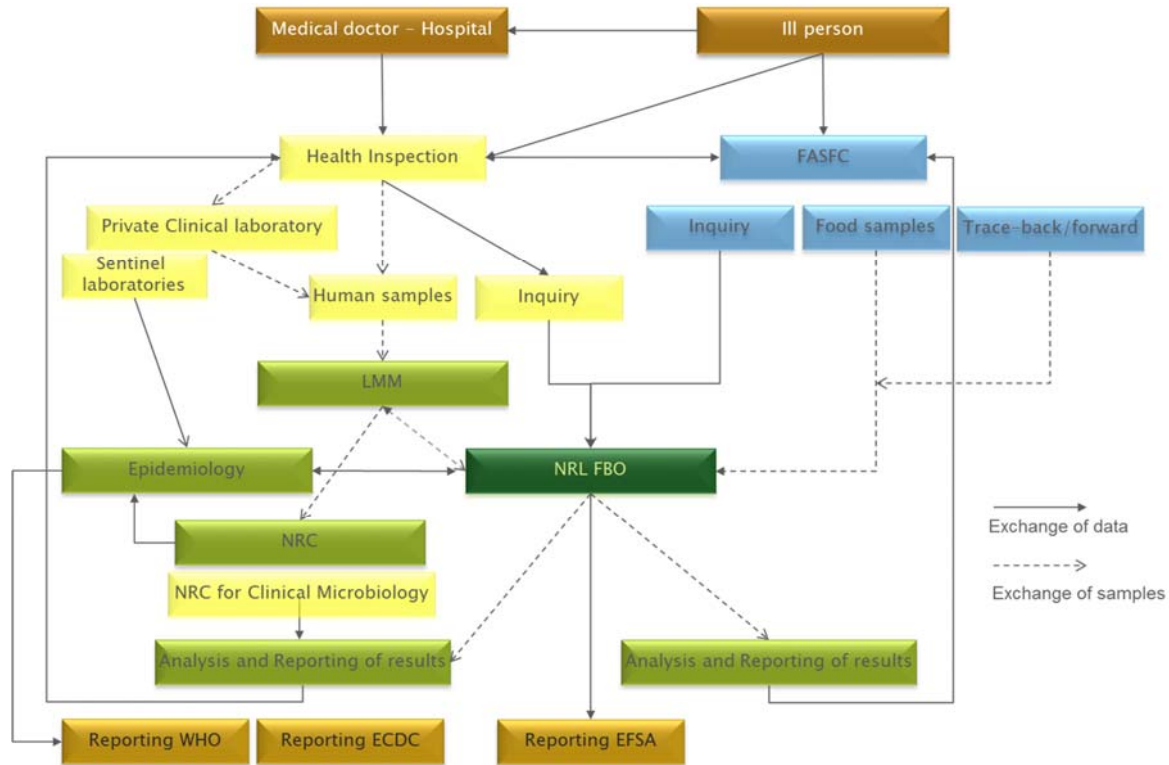 Medical doctor – Hospital
Ill person
Health Inspection
FASFC
Private Clinical laboratory
Inquiry
Food samples
Trace-back/forward
Sentinel
laboratories
Human samples
Inquiry
LMM
Epidemiology
NRL FBO
Exchange of data
NRC
Exchange of samples
NRC for Clinical Microbiology
Analysis and Reporting of results
Analysis and Reporting of results
Reporting WHO
Reporting ECDC
Reporting EFSA